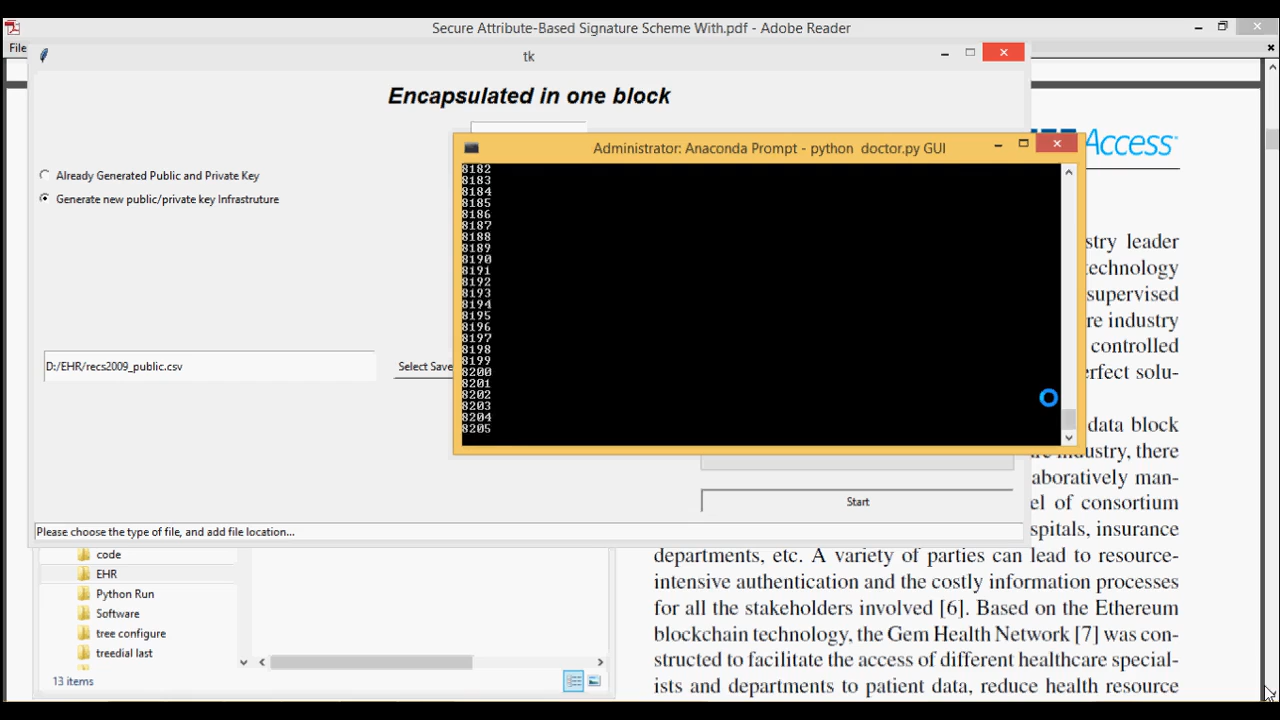 Secure Attribute-Based Signature Scheme With.pdf - Adobe Reader
File
tk
Encapsulated in one block
Already Generated Public and Private Key
Generate new public/private key Infrastruture
D:/EHR/recs2009_public.csv
Select Save
Start
Please choose the type of file, and add file location...
Administrator: Anaconda Prompt - python doctor.py GUI
8182
8183
8184
8185
8186
8187
8188
8189
8190
8191
8192
8193
8194
8195
8196
8197
8198
8199
8200
8201
8202
8203
8204
8205
code
EHR
Python Run
Software
tree configure
treedial last
13 items
Access
stry leader
technology
supervised
re industry
controlled
erfect solu-
data block
re industry, there
aboratively man-
el of consortium
spitals, insurance
departments, etc. A variety of parties can lead to resource-
intensive authentication and the costly information processes
for all the stakeholders involved [6]. Based on the Ethereum
blockchain technology, the Gem Health Network [7] was con-
structed to facilitate the access of different healthcare special-
ists and departments to patient data, reduce health resource